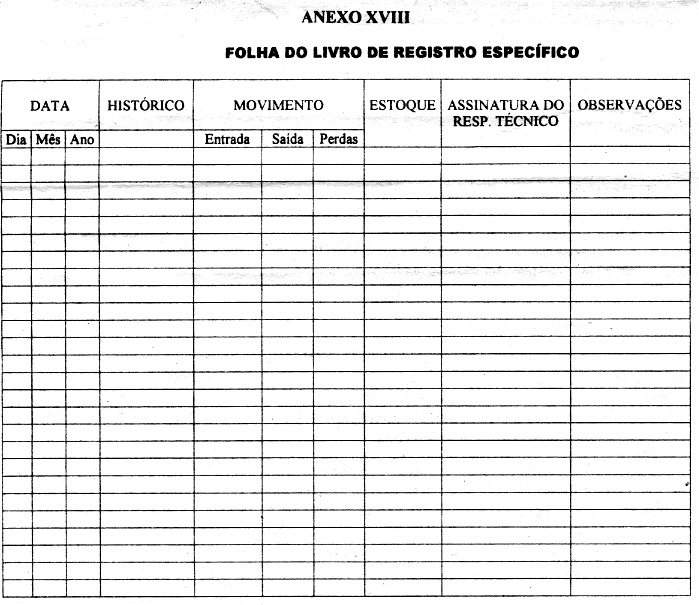 ANEXO XVIII
FOLHA DO LIVRO DE REGISTRO ESPECÍFICO
DATA HISTÓRICO MOVIMENTO ESTOQUE ASSINATURA DO OBSERVAÇÕES
RESP. TÉCNICO
Dia Mês Ano Entrada Saida Perdas